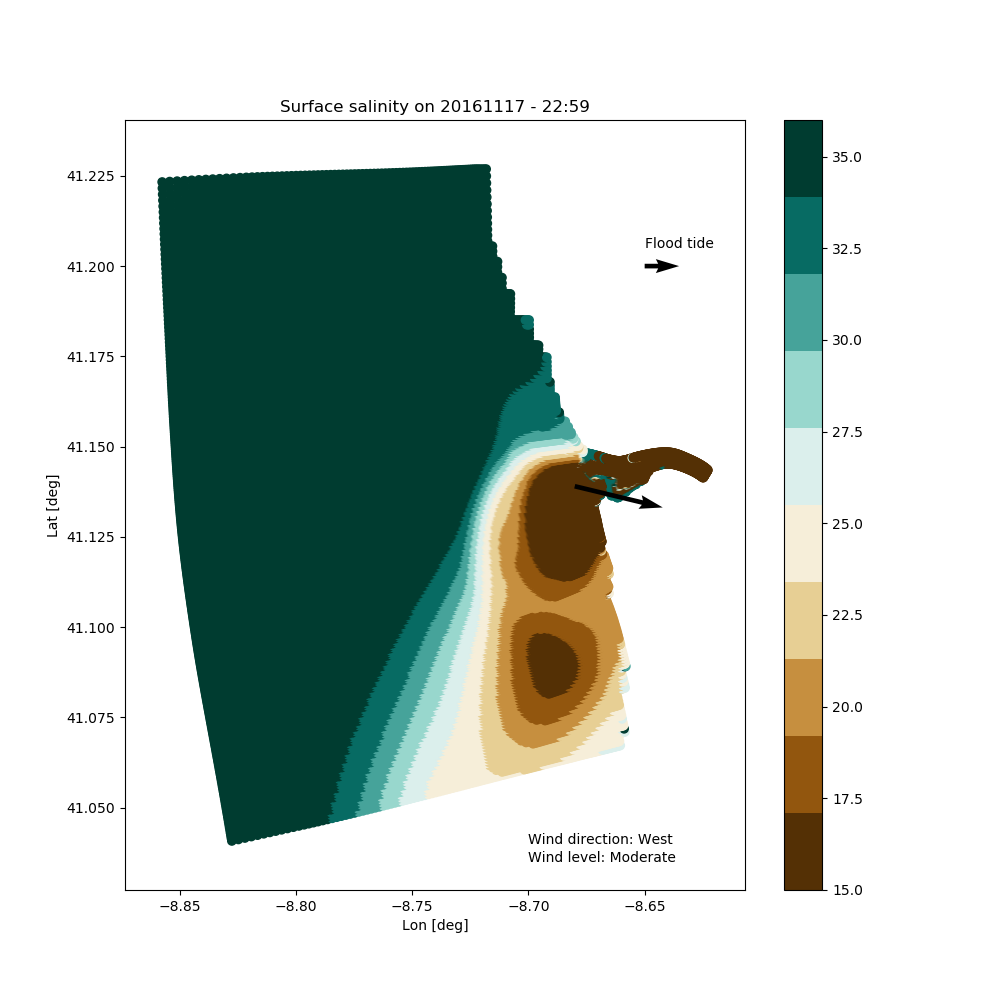 Surface salinity on 20161117 - 22:59
Flood tide
41.225
41.200
41.175
41.150
41.125
41.100
41.075
41.050
Lat [deg]
35.0
32.5
30.0
27.5
25.0
22.5
20.0
17.5
15.0
Wind direction: West
Wind level: Moderate
−8.85 −8.80 −8.75 −8.70 −8.65
Lon [deg]